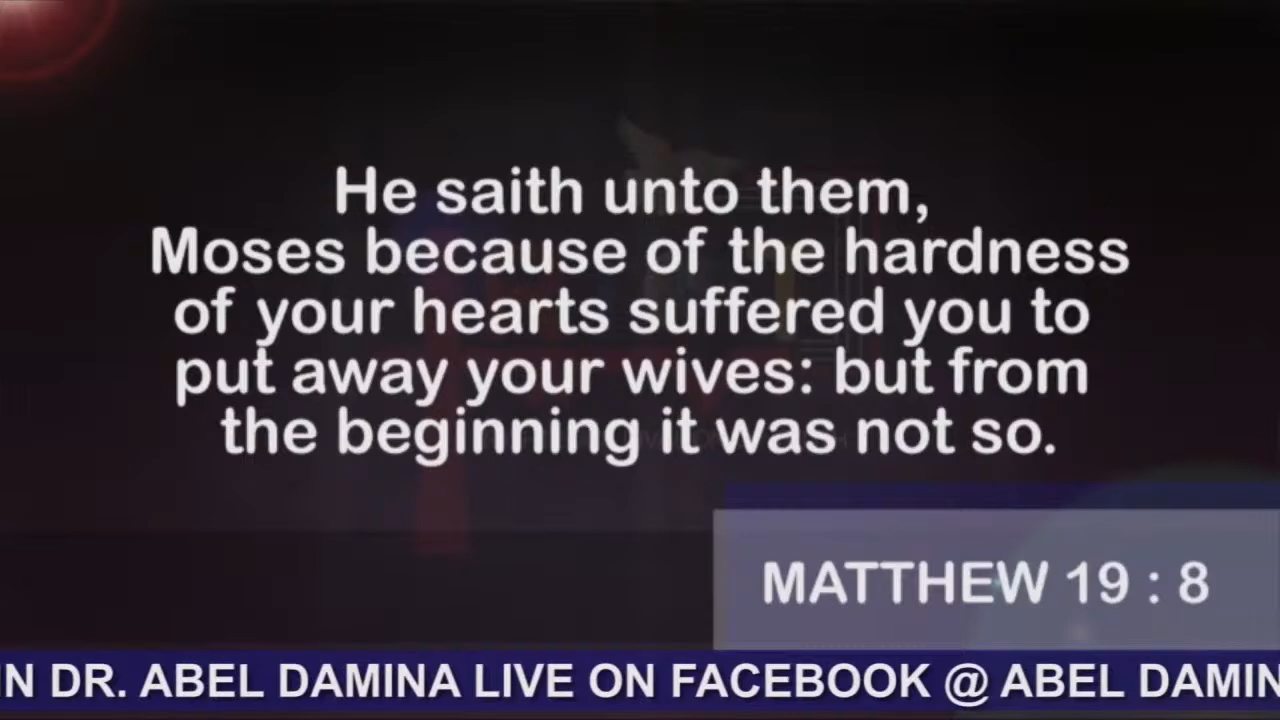 He saith unto them,
Moses because of the hardness
of your hearts suffered you to
put away your wives: but from
the beginning it was not so.
MATTHEW 19 : 8
IN DR. ABEL DAMINA LIVE ON FACEBOOK @ ABEL DAMIN